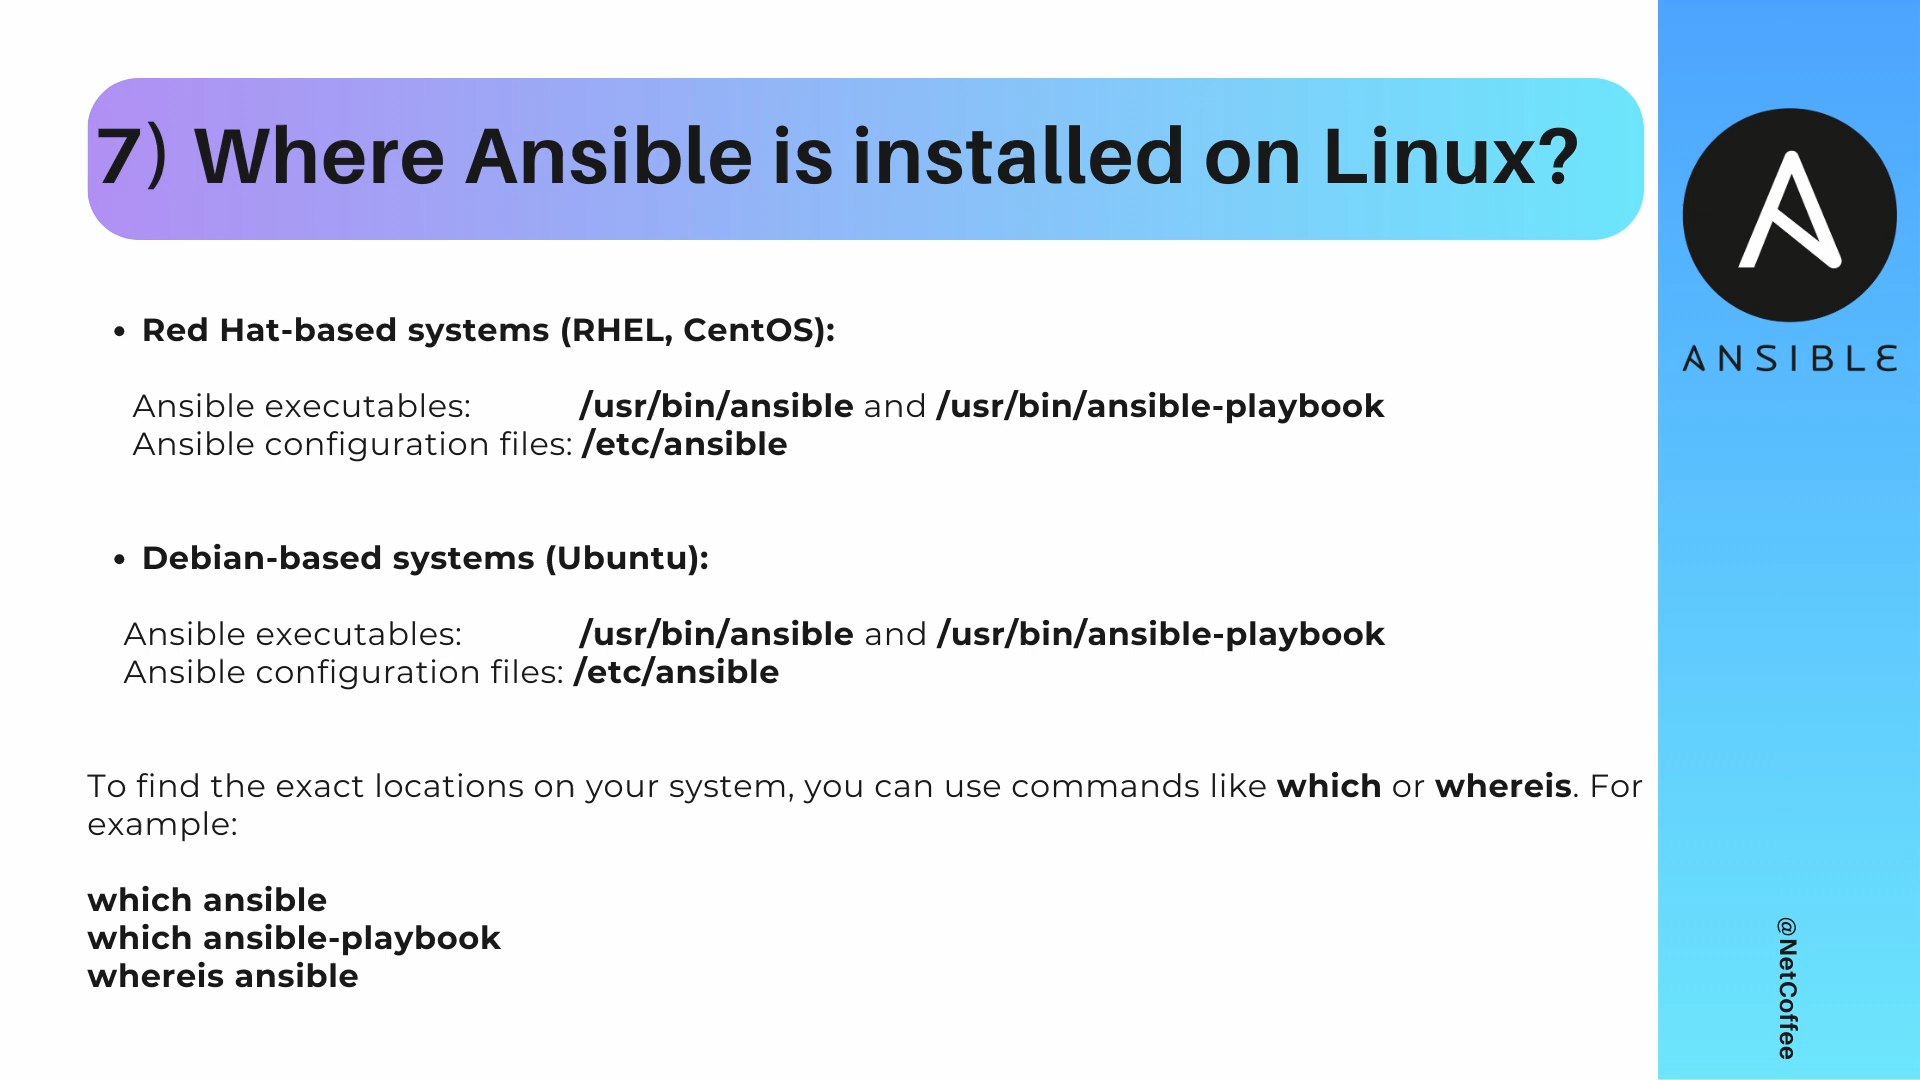 7) Where Ansible is installed on Linux?
• Red Hat-based systems (RHEL, CentOS):
Ansible executables: /usr/bin/ansible and /usr/bin/ansible-playbook
Ansible configuration files: /etc/ansible
• Debian-based systems (Ubuntu):
Ansible executables: /usr/bin/ansible and /usr/bin/ansible-playbook
Ansible configuration files: /etc/ansible
To find the exact locations on your system, you can use commands like which or whereis. For
example:
which ansible
which ansible-playbook
whereis ansible
ANSIBLE
@NetCoffee